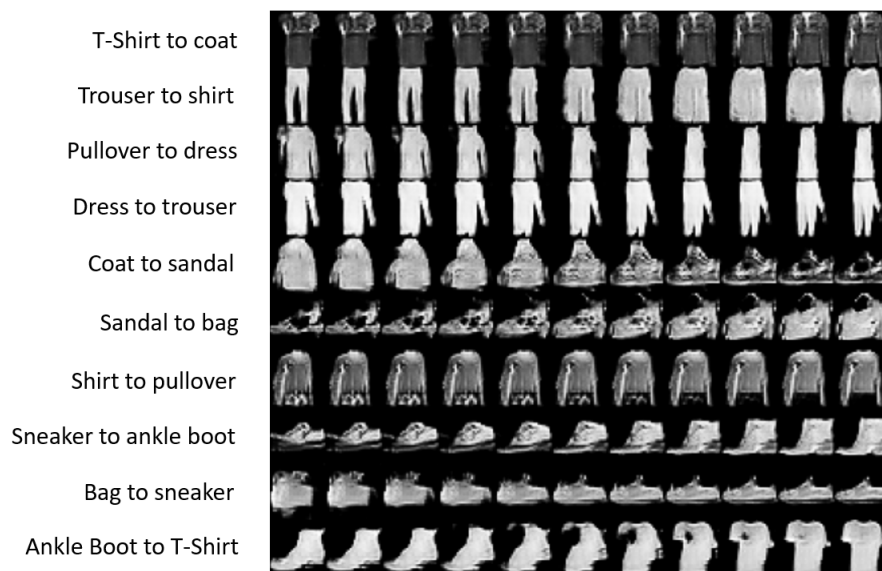 T-Shirt to coat
Trouser to shirt
Pullover to dress
Dress to trouser
Coat to sandal
Sandal to bag
Shirt to pullover
Sneaker to ankle boot
Bag to sneaker
Ankle Boot to T-Shirt